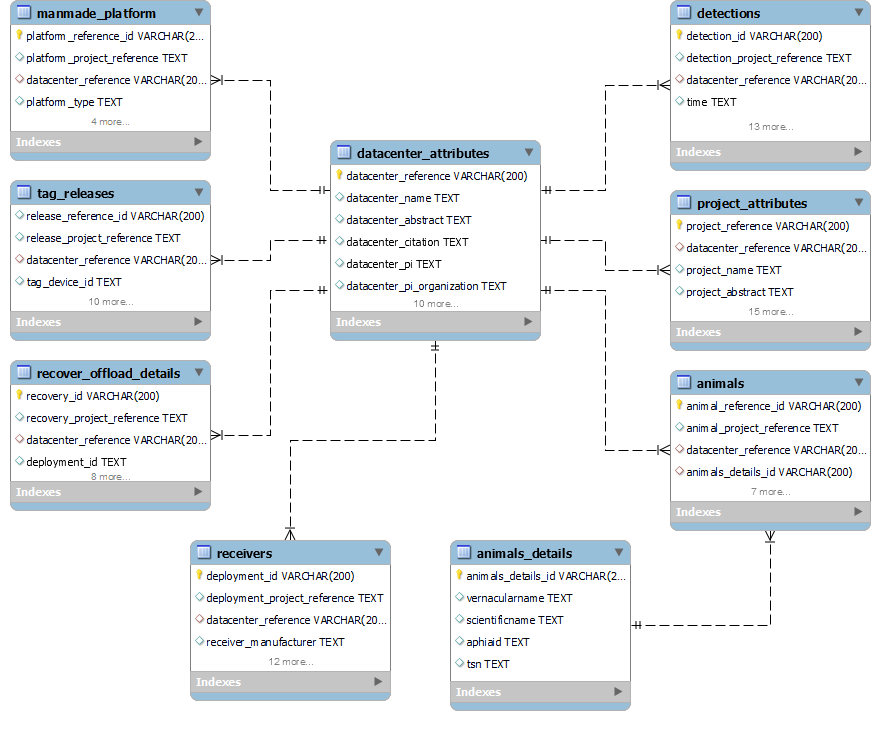 manmade_platform
platform_reference_id VARCHAR(2...
platform_project_reference TEXT
datacenter_reference VARCHAR(20...
platform_type TEXT
4 more...
Indexes
tag_releases
release_reference_id VARCHAR(200)
release_project_reference TEXT
datacenter_reference VARCHAR(20...
tag_device_id TEXT
10 more...
Indexes
recover_offload_details
recovery_id VARCHAR(200)
recovery_project_reference TEXT
datacenter_reference VARCHAR(20...
deployment_id TEXT
8 more...
Indexes
datacenter_attributes
datacenter_reference VARCHAR(200)
datacenter_name TEXT
datacenter_abstract TEXT
datacenter_citation TEXT
datacenter_pi TEXT
datacenter_pi_organization TEXT
10 more...
Indexes
detections
detection_id VARCHAR(200)
detection_project_reference TEXT
datacenter_reference VARCHAR(20...
time TEXT
13 more...
Indexes
project_attributes
project_reference VARCHAR(200)
datacenter_reference VARCHAR(20...
project_name TEXT
project_abstract TEXT
15 more...
Indexes
animals
animal_reference_id VARCHAR(200)
animal_project_reference TEXT
datacenter_reference VARCHAR(20...
animals_details_id VARCHAR(200)
7 more...
Indexes
receivers
deployment_id VARCHAR(200)
deployment_project_reference TEXT
datacenter_reference VARCHAR(20...
receiver_manufacturer TEXT
12 more...
Indexes
animals_details
animals_details_id VARCHAR(2...
vernacularname TEXT
scientificname TEXT
aphiaid TEXT
tsn TEXT
Indexes